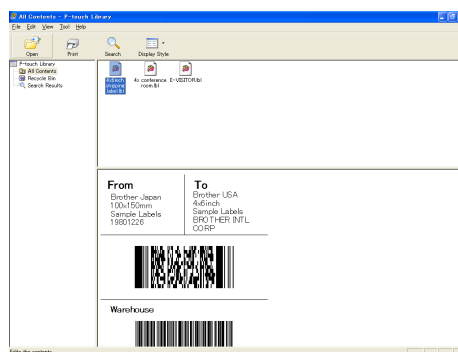 All Contents - P-touch Library
File Edit View Tool Help
Open Print Search Display Style
P-touch Library
All Contents
Recycle Bin
Search Results
4x6inch shipping label.lbl
4x conference room.lbl
E-VISITOR.lbl
From
Brother Japan
100x150mm
Sample Labels
19801226
To
Brother USA
4x6inch
Sample Labels
BROTHER INTL
CORP
Warehouse
Edits the contents.